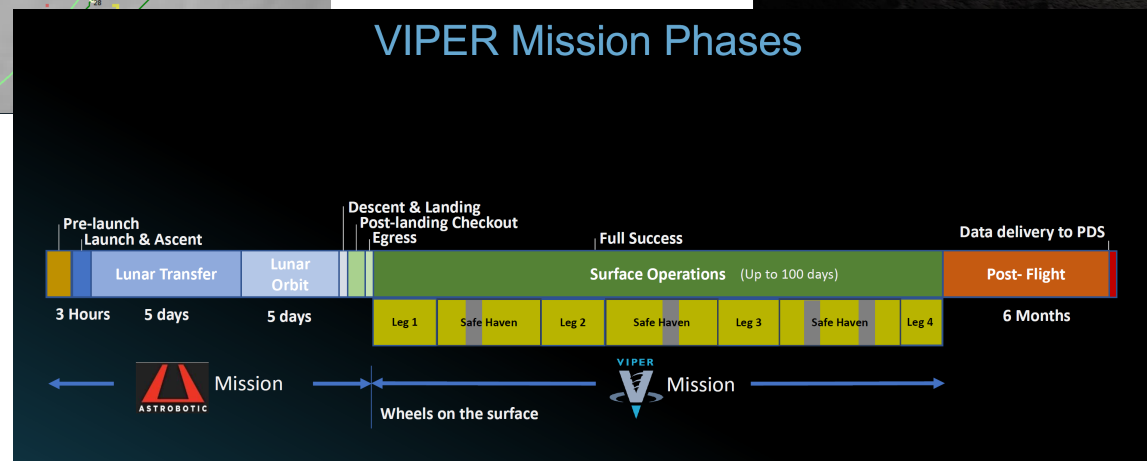 28
VIPER Mission Phases
Descent & Landing
Pre-launch
Post-landing Checkout
Launch & Ascent
Egress
Full Success
Data delivery to PDS
Lunar Transfer
Lunar
Orbit
Surface Operations (Up to 100 days)
Post- Flight
3 Hours
5 days
5 days
6 Months
Leg 1
Safe Haven
Leg 2
Safe Haven
Leg 3
Safe Haven
Leg 4
ASTROBOTIC
Mission
VIPER
Mission
Wheels on the surface